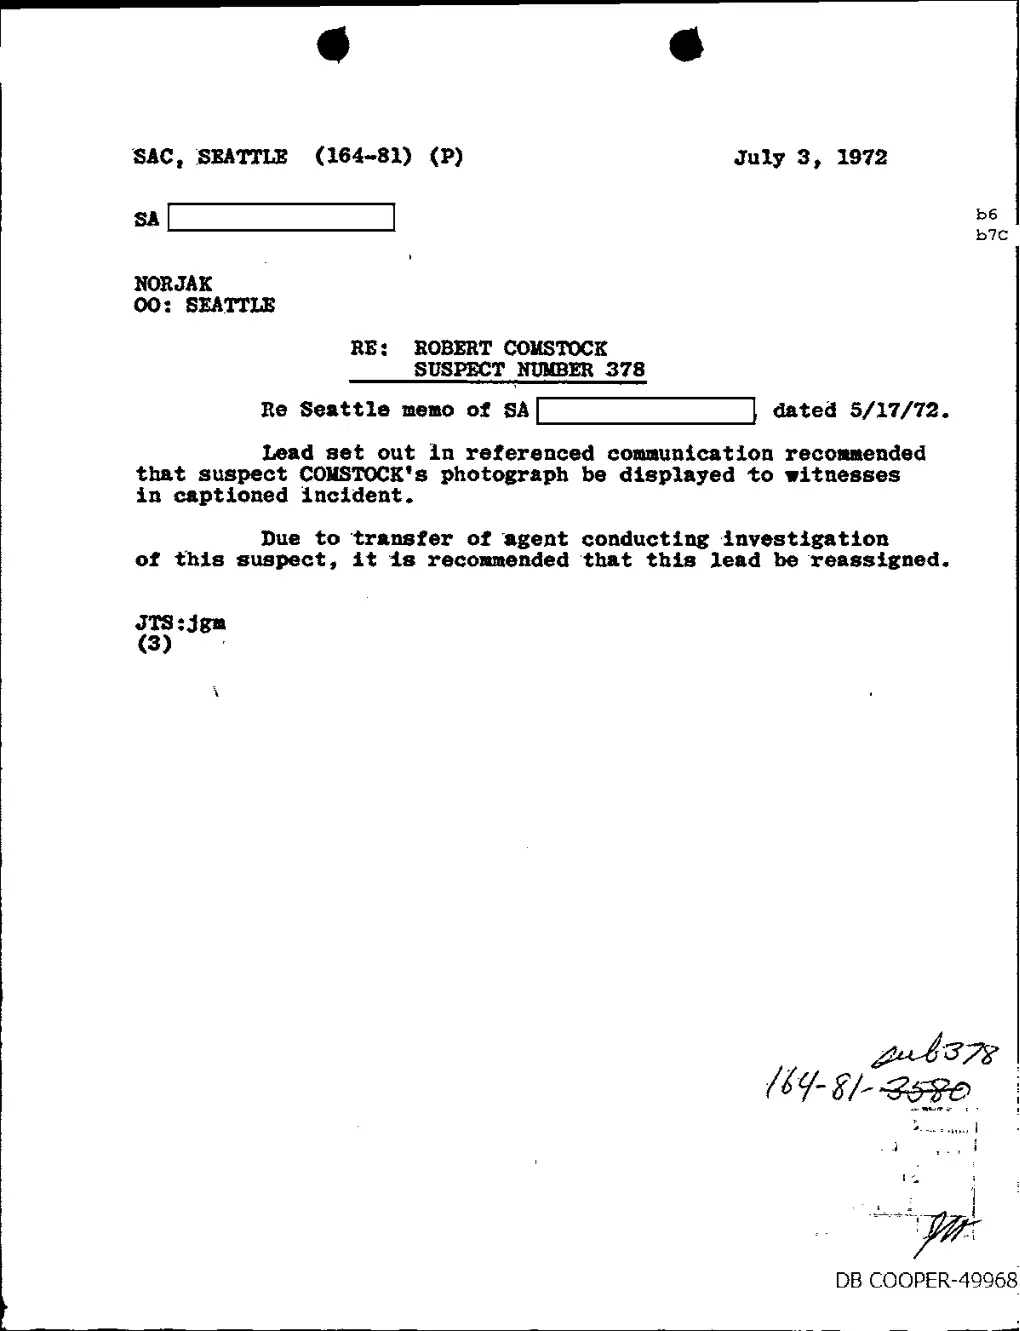 SAC, SEATTLE (164-81) (P) July 3, 1972
SA
b6
b7C
NORJAK
OO: SEATTLE
RE: ROBERT COMSTOCK
SUSPECT NUMBER 378
Re Seattle memo of SA , dated 5/17/72.
Lead set out in referenced communication recommended
that suspect COMSTOCK's photograph be displayed to witnesses
in captioned incident.
Due to transfer of agent conducting investigation
of this suspect, it is recommended that this lead be reassigned.
JTS:jgm
(3)
sub 378
164-81-3580
DB COOPER-49968